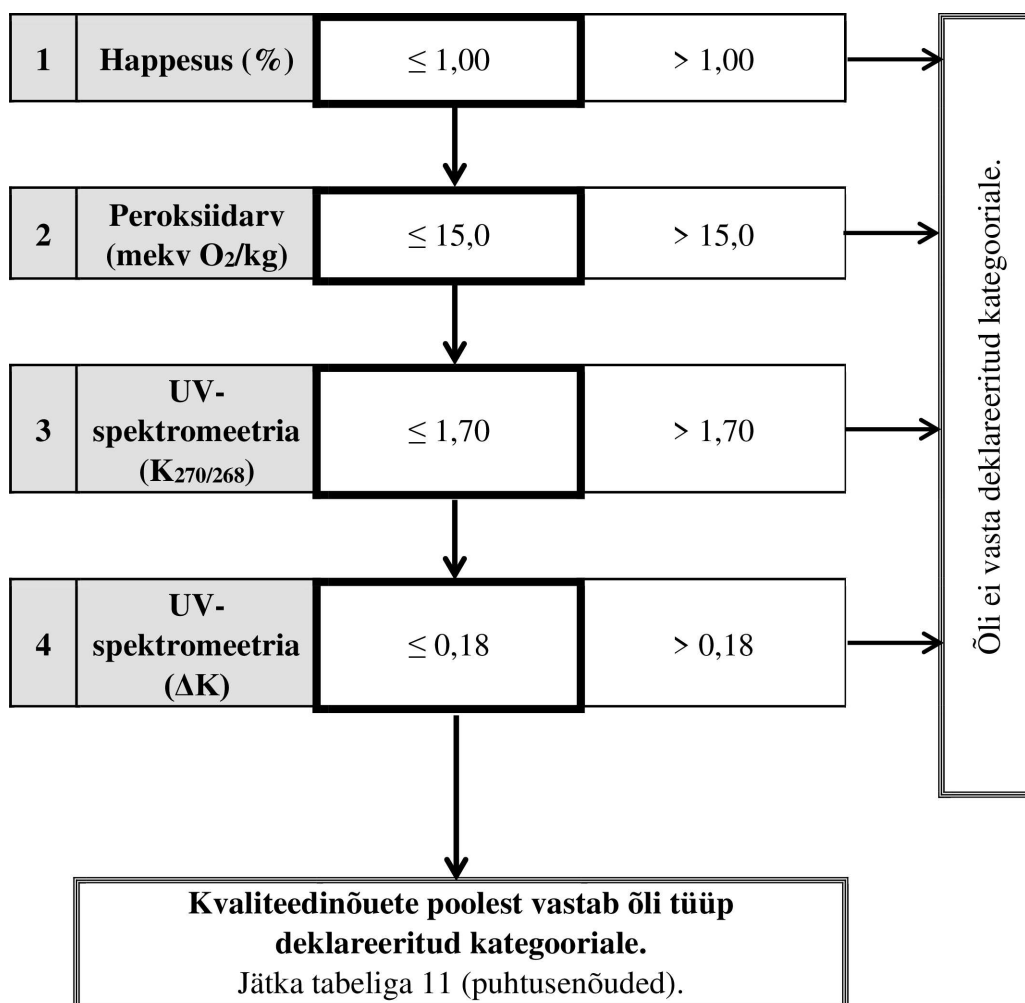 1 Happesus (%) ≤ 1,00 > 1,00
2 Peroksiidarv (mekv O₂/kg) ≤ 15,0 > 15,0
3 UV-spektromeetria (K₂₇₀/₂₆₈) ≤ 1,70 > 1,70
4 UV-spektromeetria (ΔK) ≤ 0,18 > 0,18
Õli ei vasta deklareeritud kategooriale.
Kvaliteedinõuete poolest vastab õli tüüp
deklareeritud kategooriale.
Jätka tabeliga 11 (puhtusenõuded).